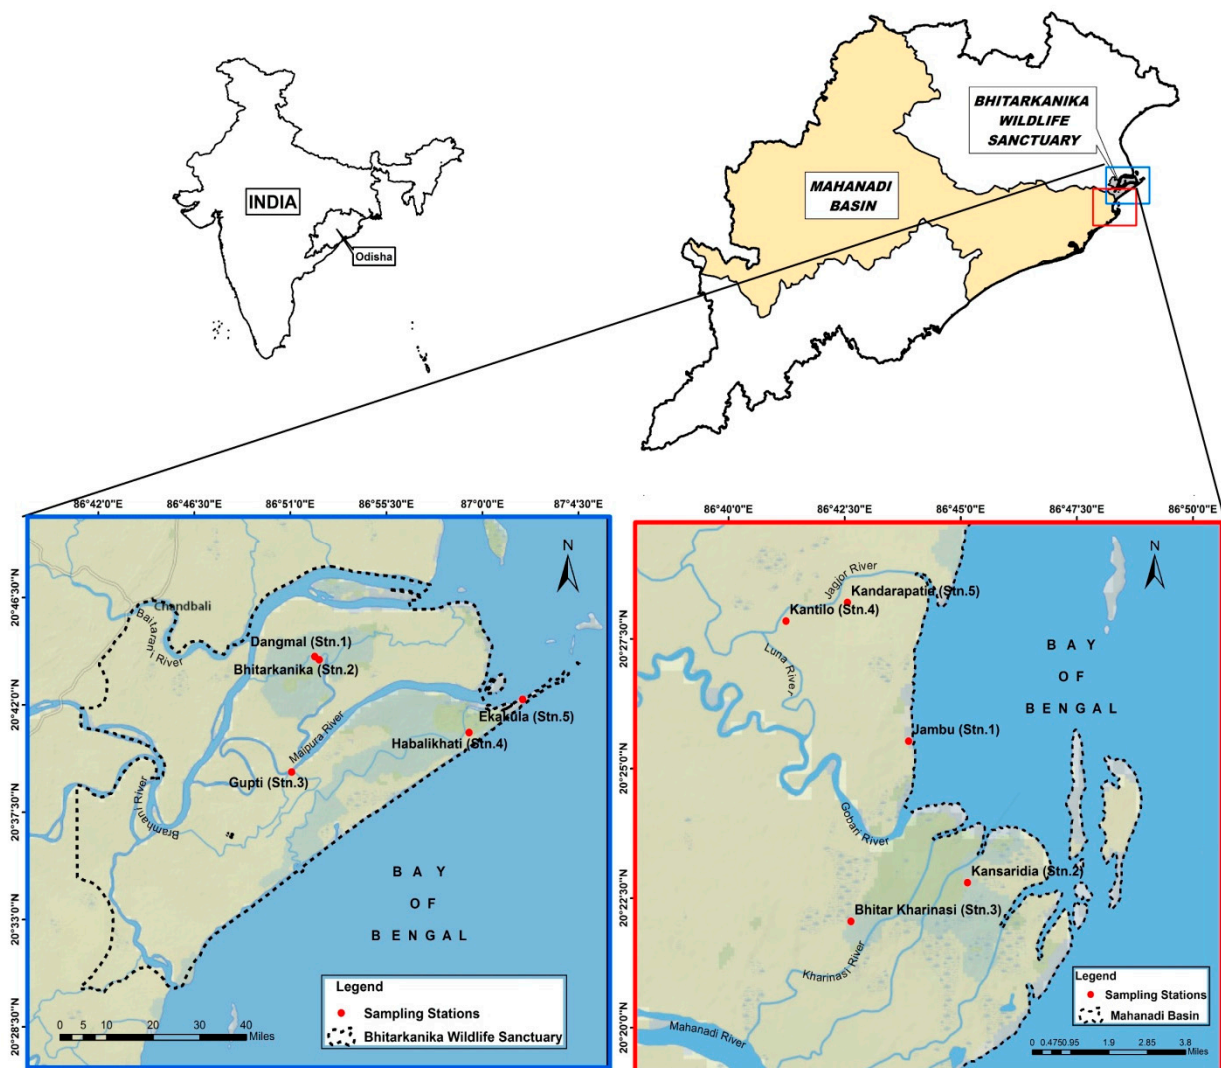 INDIA
Odisha
BHITARKANIKA
WILDLIFE
SANCTUARY
MAHANADI
BASIN
86°42'0"E
86°46'30"E
86°51'0"E
86°55'30"E
87°0'0"E
87°4'30"E
20°46'30"N
20°42'0"N
20°37'30"N
20°33'0"N
20°28'30"N
N
Chandbali
Baitarani River
Dangmal (Stn.1)
Bhitarkanika (Stn.2)
Maipura River
Ekakula (Stn.5)
Habalikhati (Stn.4)
Gupti (Stn.3)
Bramhani River
BAY
OF
BENGAL
Legend
Sampling Stations
Bhitarkanika Wildlife Sanctuary
0 5 10 20 30 40
Miles
86°40'0"E
86°42'30"E
86°45'0"E
86°47'30"E
86°50'0"E
20°27'30"N
20°25'0"N
20°22'30"N
20°20'0"N
N
Jagjor River
Kandarapatia (Stn.5)
Kantilo (Stn.4)
Luna River
BAY
OF
BENGAL
Jambu (Stn.1)
Gobari River
Kansaridia (Stn.2)
Bhitar Kharinasi (Stn.3)
Kharinasi River
Mahanadi River
Legend
Sampling Stations
Mahanadi Basin
0 0.475 0.95 1.9 2.85 3.8
Miles